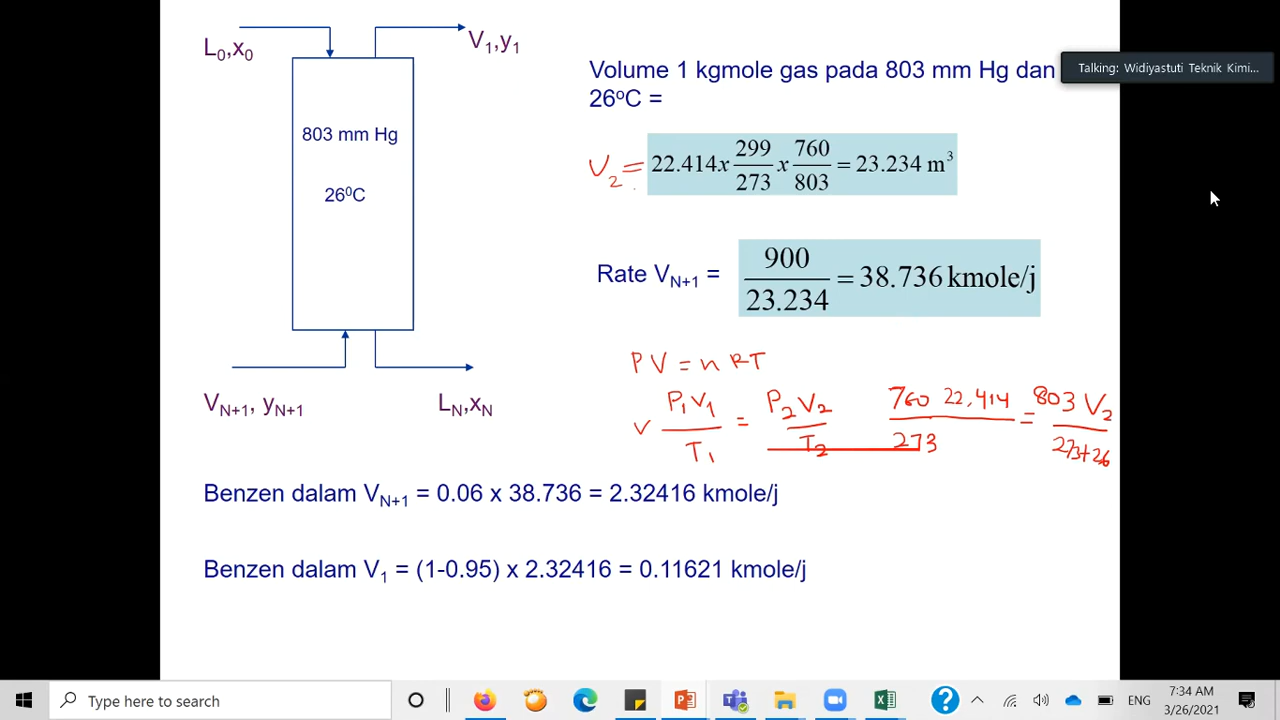 L0,x0
V1,y1
803 mm Hg
26⁰C
VN+1, yN+1
LN,xN
Volume 1 kgmole gas pada 803 mm Hg dan
26ºC =
Talking: Widiyastuti Teknik Kimi...
V2 = 22.414x 299/273 x 760/803 = 23.234 m³
Rate VN+1 = 900/23.234 = 38.736 kmole/j
PV = n RT
v P1V1/T1 = P2V2/T2 760 22,414/273 = 803 V2/273+26
Benzen dalam VN+1 = 0.06 x 38.736 = 2.32416 kmole/j
Benzen dalam V1 = (1-0.95) x 2.32416 = 0.11621 kmole/j
Type here to search
ENG
7:34 AM
3/26/2021